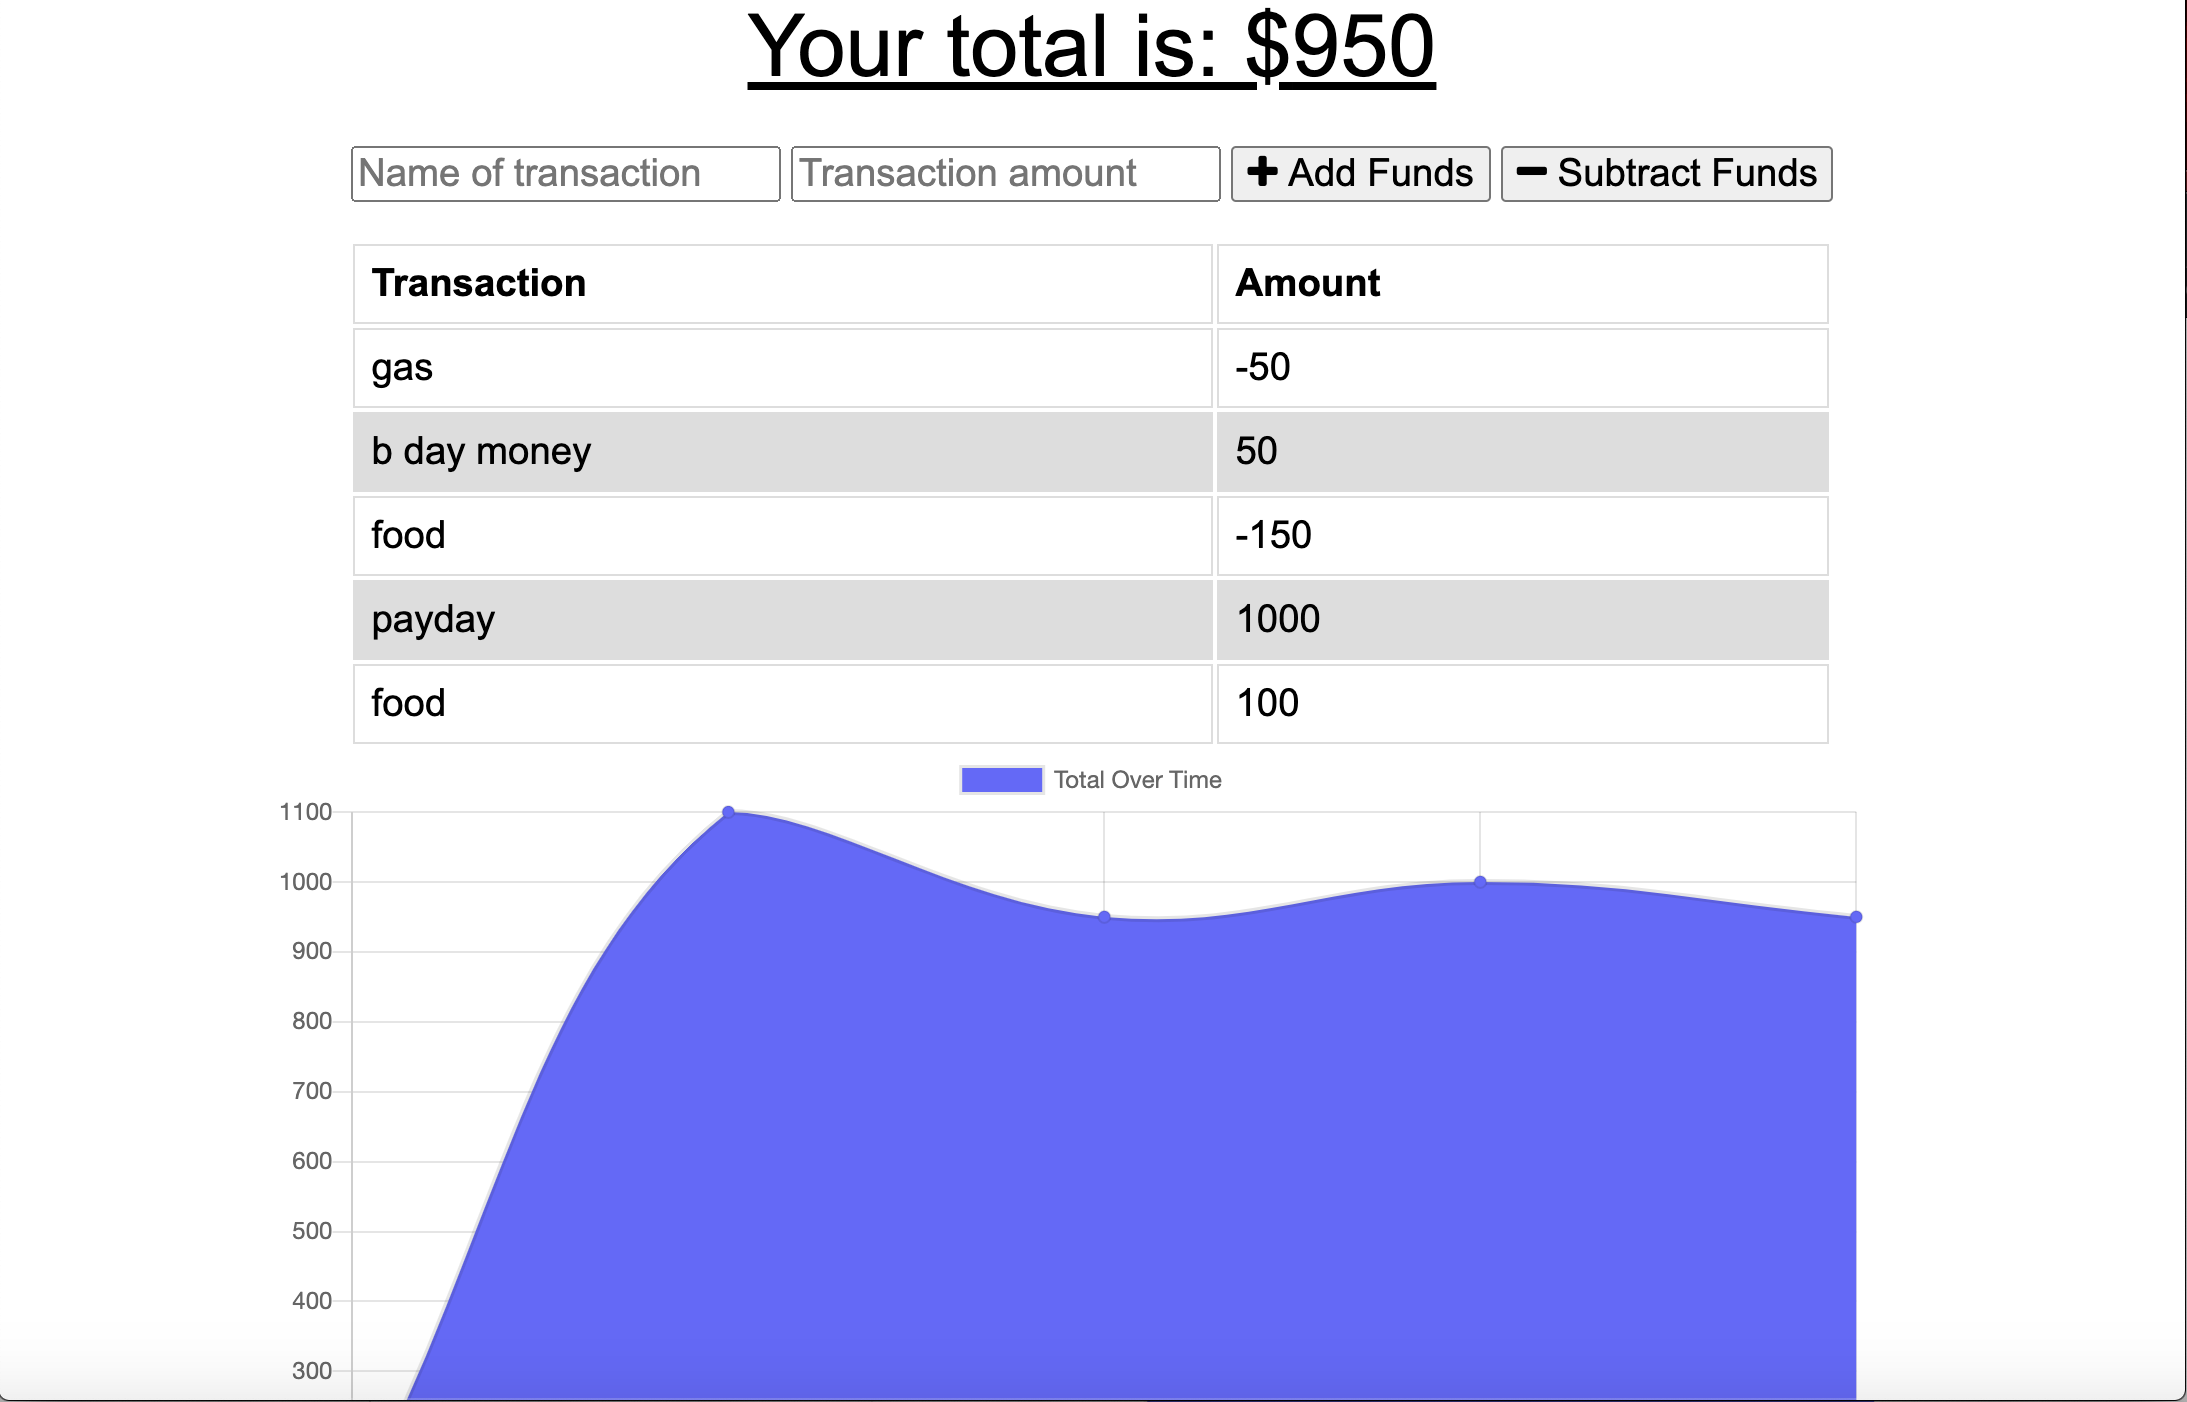 Your total is: $950
Name of transaction Transaction amount Add Funds Subtract Funds
Transaction Amount
gas -50
b day money 50
food -150
payday 1000
food 100
Total Over Time
1100
1000
900
800
700
600
500
400
300